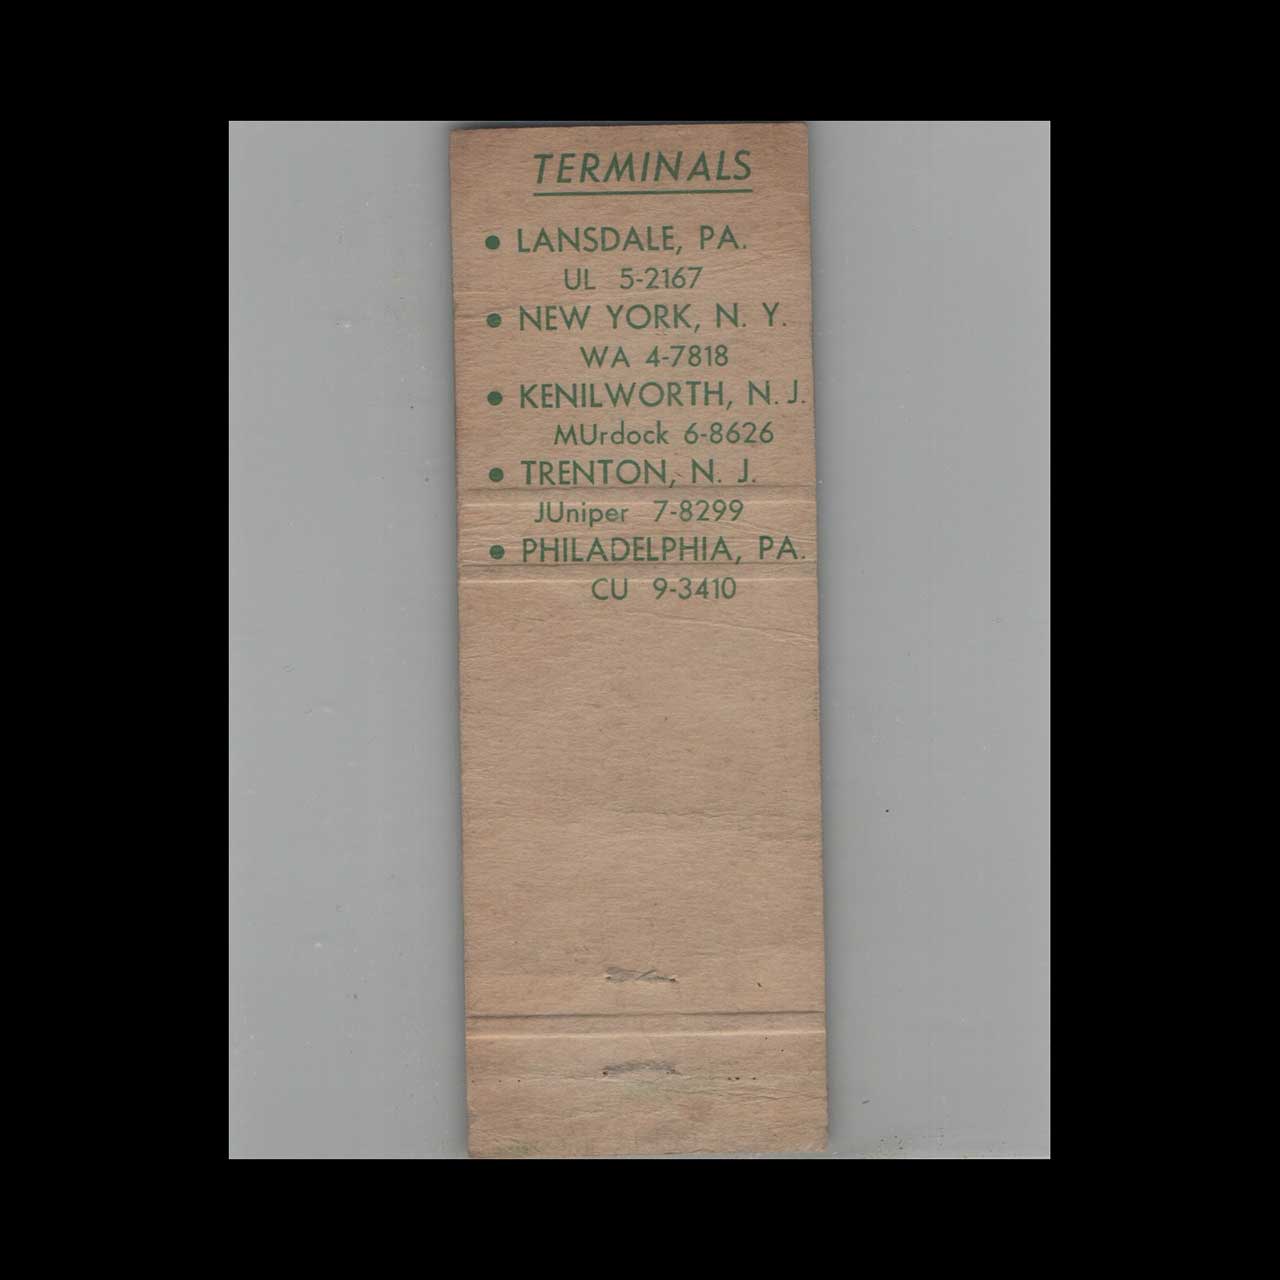 TERMINALS
• LANSDALE, PA.
UL 5-2167
• NEW YORK, N. Y.
WA 4-7818
• KENILWORTH, N. J.
MUrdock 6-8626
• TRENTON, N. J.
JUniper 7-8299
• PHILADELPHIA, PA.
CU 9-3410